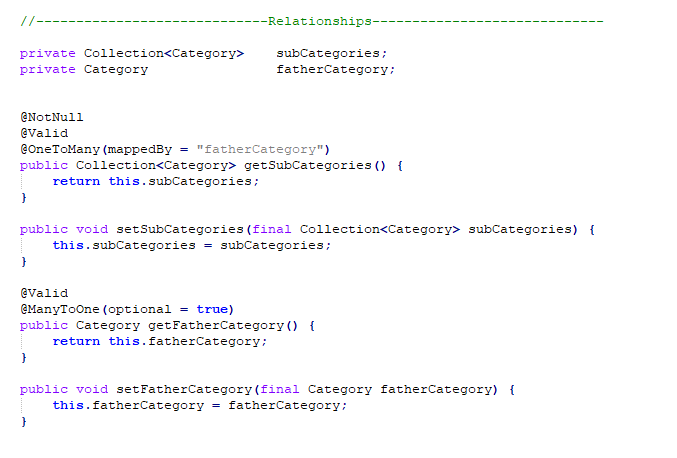 //-----------------------------Relationships-----------------------------
private Collection<Category>    subCategories;
private Category                fatherCategory;
@NotNull
@Valid
@OneToMany(mappedBy = "fatherCategory")
public Collection<Category> getSubCategories() {
    return this.subCategories;
}
public void setSubCategories(final Collection<Category> subCategories) {
    this.subCategories = subCategories;
}
@Valid
@ManyToOne(optional = true)
public Category getFatherCategory() {
    return this.fatherCategory;
}
public void setFatherCategory(final Category fatherCategory) {
    this.fatherCategory = fatherCategory;
}